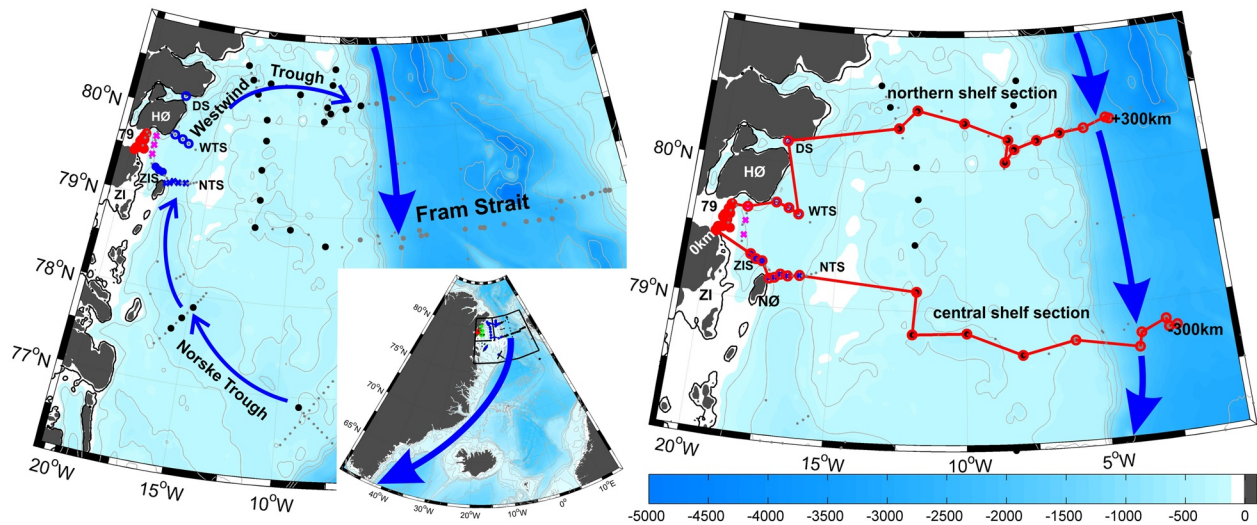 80°N
79°N
78°N
77°N
20°W
15°W
Westwind
Trough
DS
HØ
79
WTS
ZIS
NTS
ZI
Fram Strait
Norske Trough
80°N
75°N
70°N
65°N
40°W
30°W
20°W
10°W
0°
10°E
northern shelf section
+300km
80°N
DS
HØ
79
WTS
0km
ZIS
NTS
79°N
ZI
NØ
central shelf section
-300km
20°W
15°W
10°W
5°W
-5000 -4500 -4000 -3500 -3000 -2500 -2000 -1500 -1000 -500 0